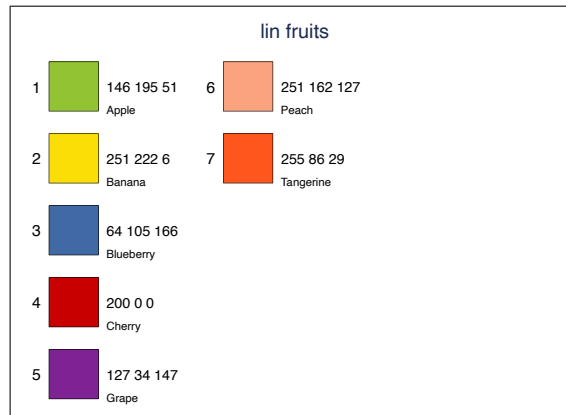 lin fruits
1 146 195 51
Apple
2 251 222 6
Banana
3 64 105 166
Blueberry
4 200 0 0
Cherry
5 127 34 147
Grape
6 251 162 127
Peach
7 255 86 29
Tangerine